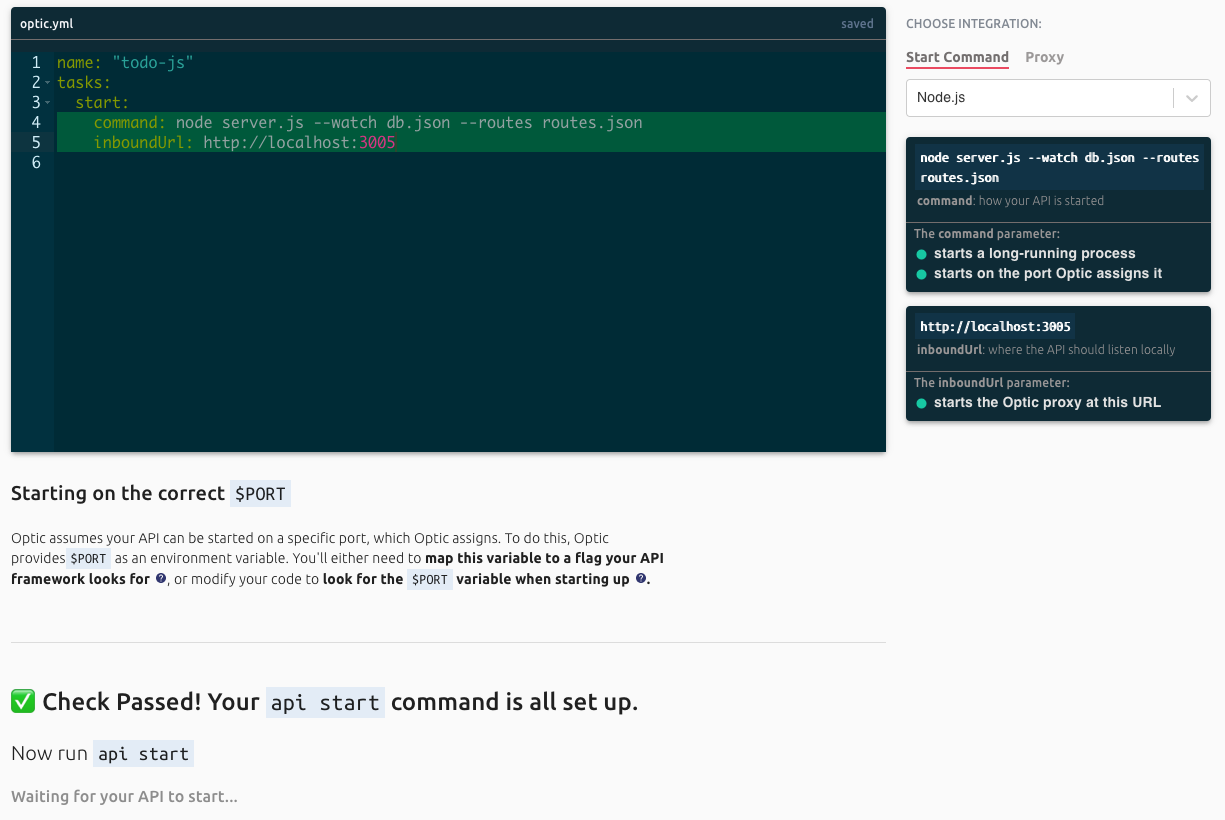 optic.yml saved
1 name: "todo-js"
2 tasks:
3 start:
4 command: node server.js --watch db.json --routes routes.json
5 inboundUrl: http://localhost:3005
6
Starting on the correct $PORT
Optic assumes your API can be started on a specific port, which Optic assigns. To do this, Optic
provides $PORT as an environment variable. You'll either need to map this variable to a flag your API
framework looks for ?, or modify your code to look for the $PORT variable when starting up ?.
✅ Check Passed! Your api start command is all set up.
Now run api start
Waiting for your API to start...
CHOOSE INTEGRATION:
Start Command Proxy
Node.js
node server.js --watch db.json --routes
routes.json
command: how your API is started
The command parameter:
starts a long-running process
starts on the port Optic assigns it
http://localhost:3005
inboundUrl: where the API should listen locally
The inboundUrl parameter:
starts the Optic proxy at this URL